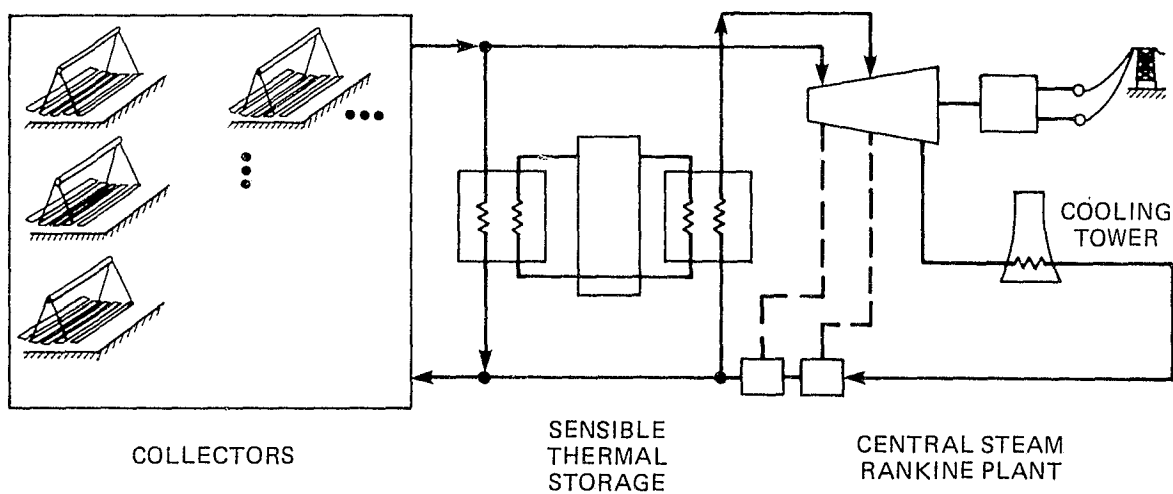 COOLING
TOWER
COLLECTORS
SENSIBLE
THERMAL
STORAGE
CENTRAL STEAM
RANKINE PLANT